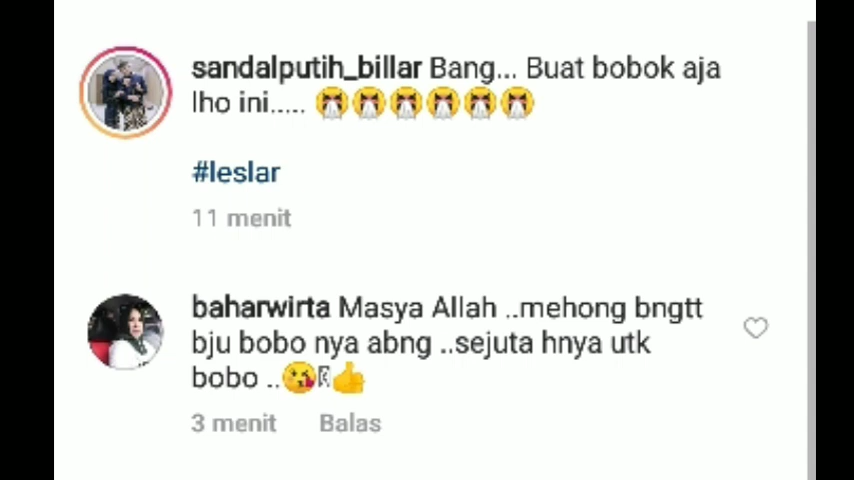 sandalputih_billar Bang... Buat bobok aja
lho ini..... 🤧🤧🤧🤧🤧🤧
#leslar
11 menit
baharwirta Masya Allah ..mehong bngtt
bju bobo nya abng ..sejuta hnya utk
bobo ..😘👍
3 menit Balas